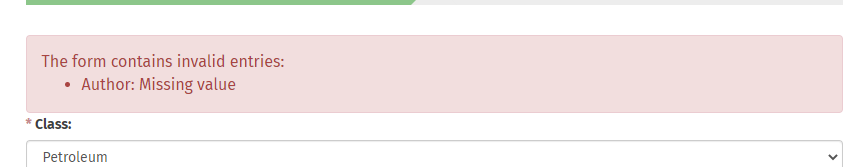 The form contains invalid entries:
• Author: Missing value
* Class:
Petroleum